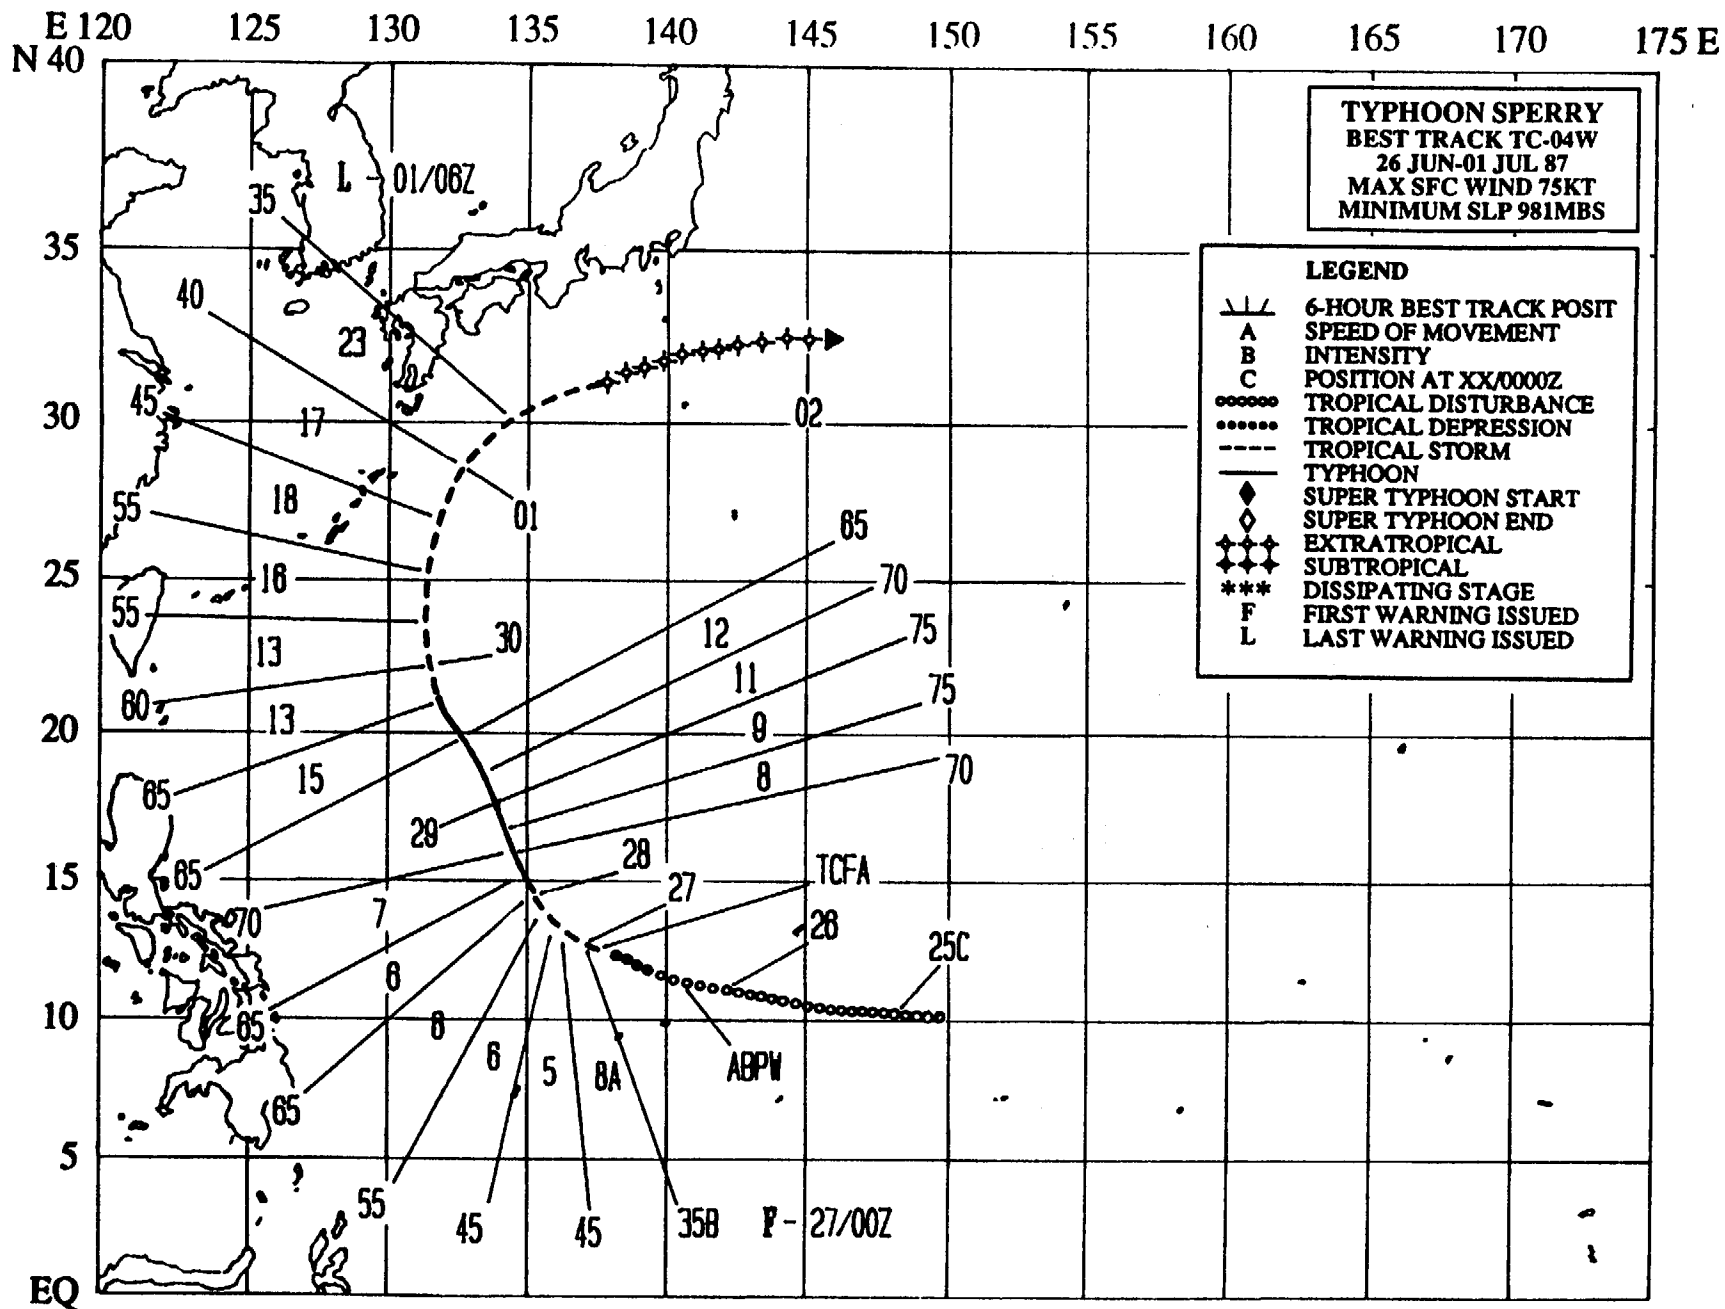 E 120 125 130 135 140 145 150 155 160 165 170 175 E
N 40
TYPHOON SPERRY
BEST TRACK TC-04W
26 JUN-01 JUL 87
MAX SFC WIND 75KT
MINIMUM SLP 981MBS
L - 01/06Z
35
35
LEGEND
6-HOUR BEST TRACK POSIT
A SPEED OF MOVEMENT
B INTENSITY
C POSITION AT XX/0000Z
TROPICAL DISTURBANCE
TROPICAL DEPRESSION
TROPICAL STORM
TYPHOON
SUPER TYPHOON START
SUPER TYPHOON END
EXTRATROPICAL
SUBTROPICAL
*** DISSIPATING STAGE
F FIRST WARNING ISSUED
L LAST WARNING ISSUED
40
23
45
30
17
02
18
55
01
65
25
16
70
55
12
75
13
30
11
75
60
20
13
9
15
8
70
65
29
28
65
15
27
TCFA
70
7
26
25C
6
10
65
8
6
5
8A
ABPW
65
5
55
45
45
35B F - 27/00Z
EQ